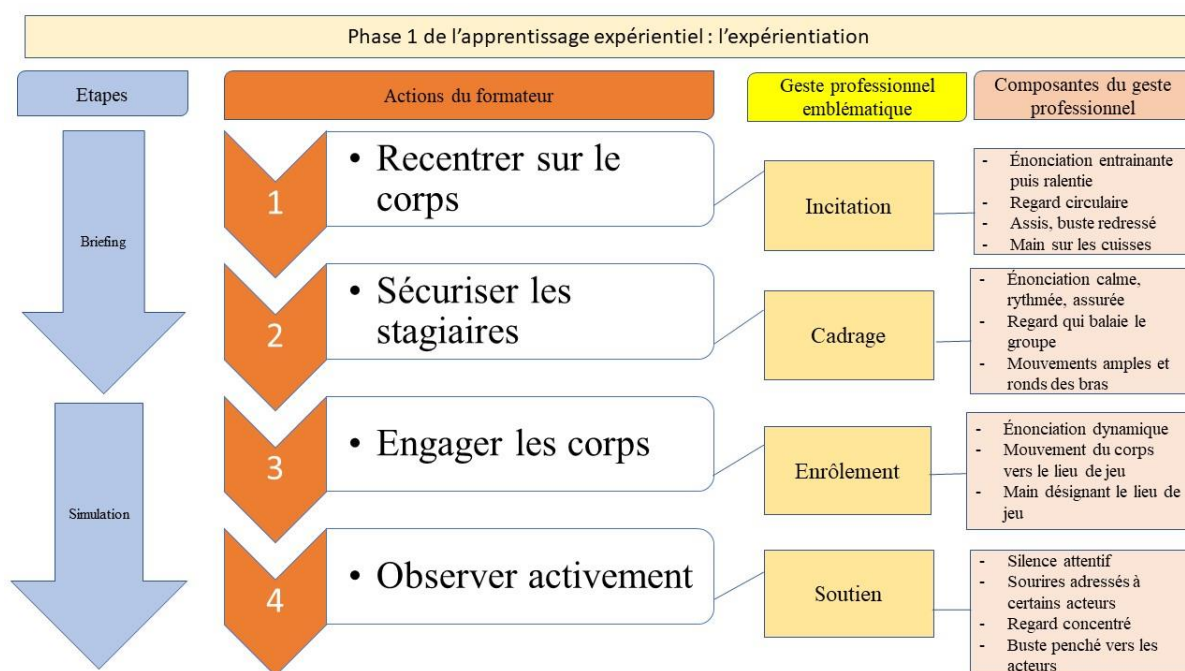 Phase 1 de l'apprentissage expérientiel : l'expérientiation
Etapes
Actions du formateur
Geste professionnel
emblématique
Composantes du geste
professionnel
Briefing
1
• Recentrer sur le
corps
Incitation
- Énonciation entrainante
puis ralentie
- Regard circulaire
- Assis, buste redressé
- Main sur les cuisses
2
• Sécuriser les
stagiaires
Cadrage
- Énonciation calme,
rythmée, assurée
- Regard qui balaie le
groupe
- Mouvements amples et
ronds des bras
Simulation
3
• Engager les corps
Enrôlement
- Énonciation dynamique
- Mouvement du corps
vers le lieu de jeu
- Main désignant le lieu de
jeu
4
• Observer activement
Soutien
- Silence attentif
- Sourires adressés à
certains acteurs
- Regard concentré
- Buste penché vers les
acteurs